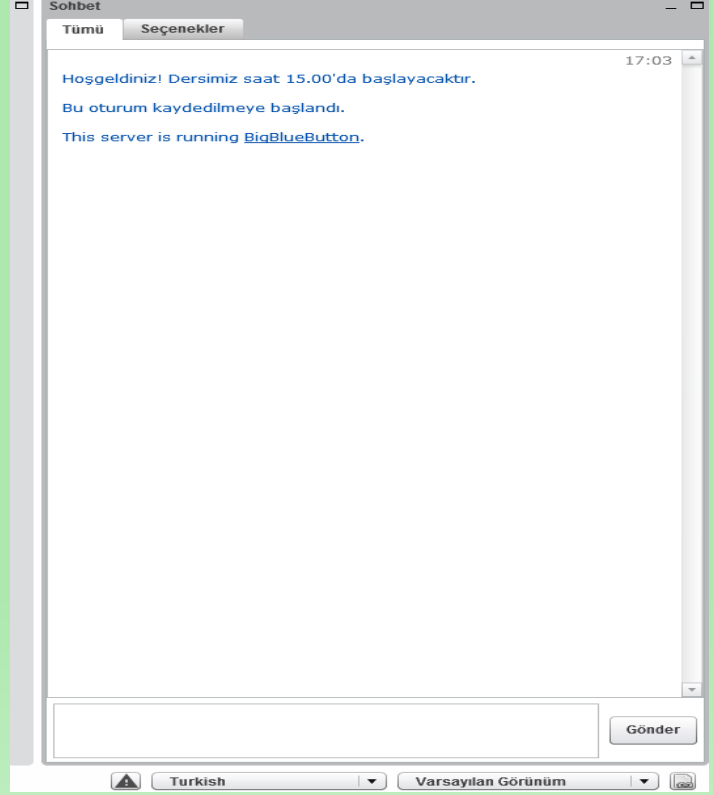 Sohbet
Tümü Seçenekler
17:03
Hoşgeldiniz! Dersimiz saat 15.00'da başlayacaktır.
Bu oturum kaydedilmeye başlandı.
This server is running BigBlueButton.
Gönder
Turkish Varsayılan Görünüm